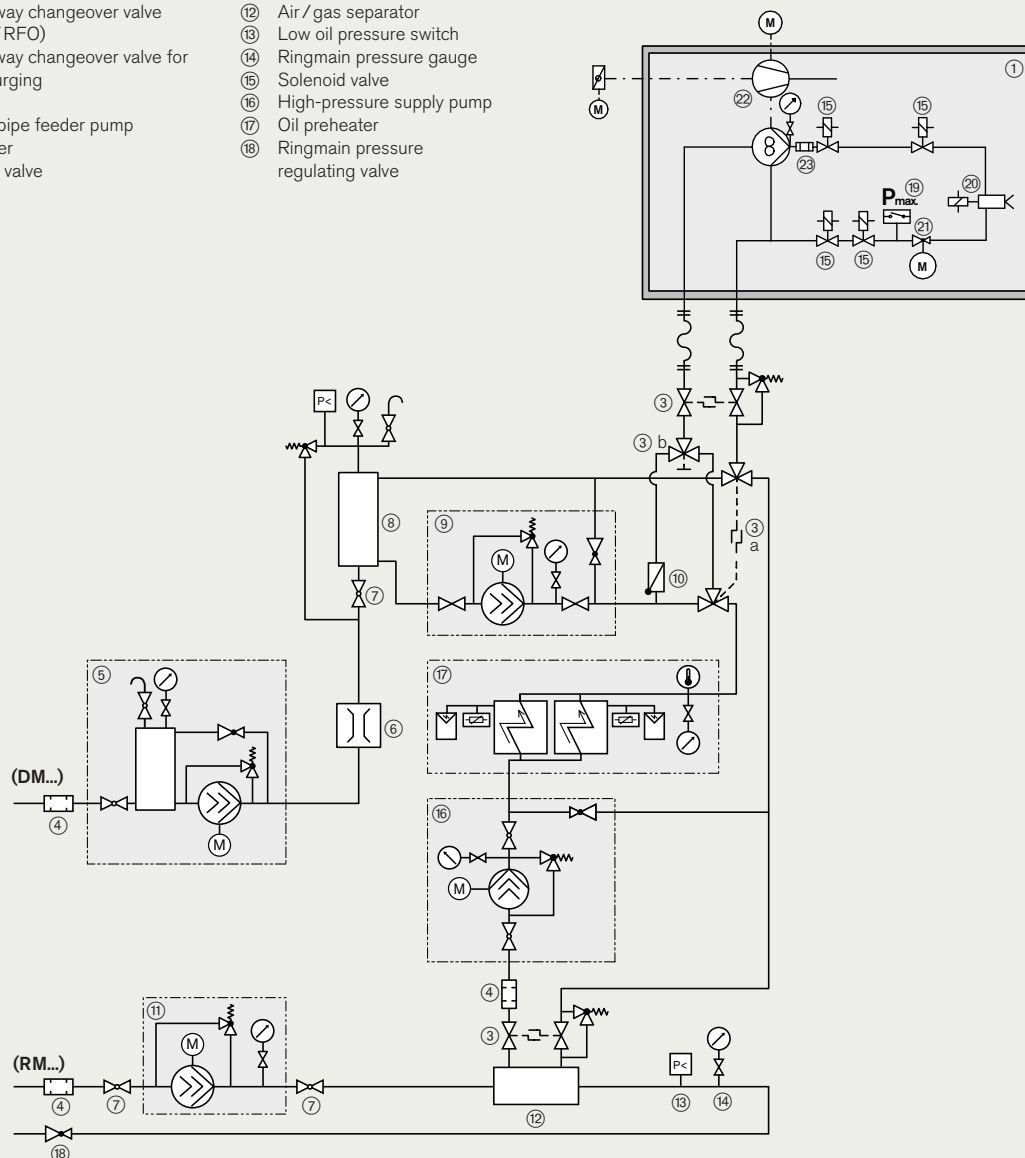 way changeover valve
RFO)
way changeover valve for
urging
pipe feeder pump
er
valve
⑫ Air / gas separator
⑬ Low oil pressure switch
⑭ Ringmain pressure gauge
⑮ Solenoid valve
⑯ High-pressure supply pump
⑰ Oil preheater
⑱ Ringmain pressure
regulating valve
M
①
M
㉒
⑮
⑮
8
㉓
Pmax.
⑲
⑳
㉑
⑮
⑮
M
③
③ b
P<
⑧
⑨
M
③
a
⑩
⑦
⑤
⑰
⑥
(DM...)
④
M
⑯
M
④
⑪
M
③
(RM...)
④
⑦
⑦
⑫
P<
⑬
⑭
⑱